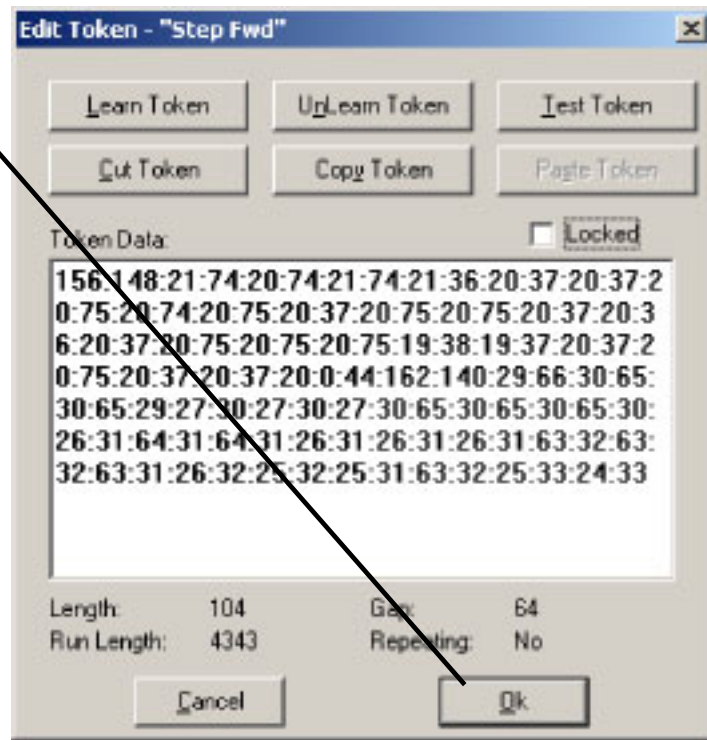 Edit Token - "Step Fwd"
Learn Token UnLearn Token Test Token
Cut Token Copy Token Paste Token
Token Data: Locked
156:148:21:74:20:74:21:74:21:36:20:37:20:37:2
0:75:20:74:20:75:20:37:20:75:20:75:20:37:20:3
6:20:37:20:75:20:75:20:75:19:38:19:37:20:37:2
0:75:20:37:20:37:20:0:44:162:140:29:66:30:65:
30:65:29:27:30:27:30:27:30:65:30:65:30:65:30:
26:31:64:31:64:31:26:31:26:31:26:31:63:32:63:
32:63:31:26:32:25:32:25:31:63:32:25:33:24:33
Length: 104 Gap: 64
Run Length: 4343 Repeating: No
Cancel Ok